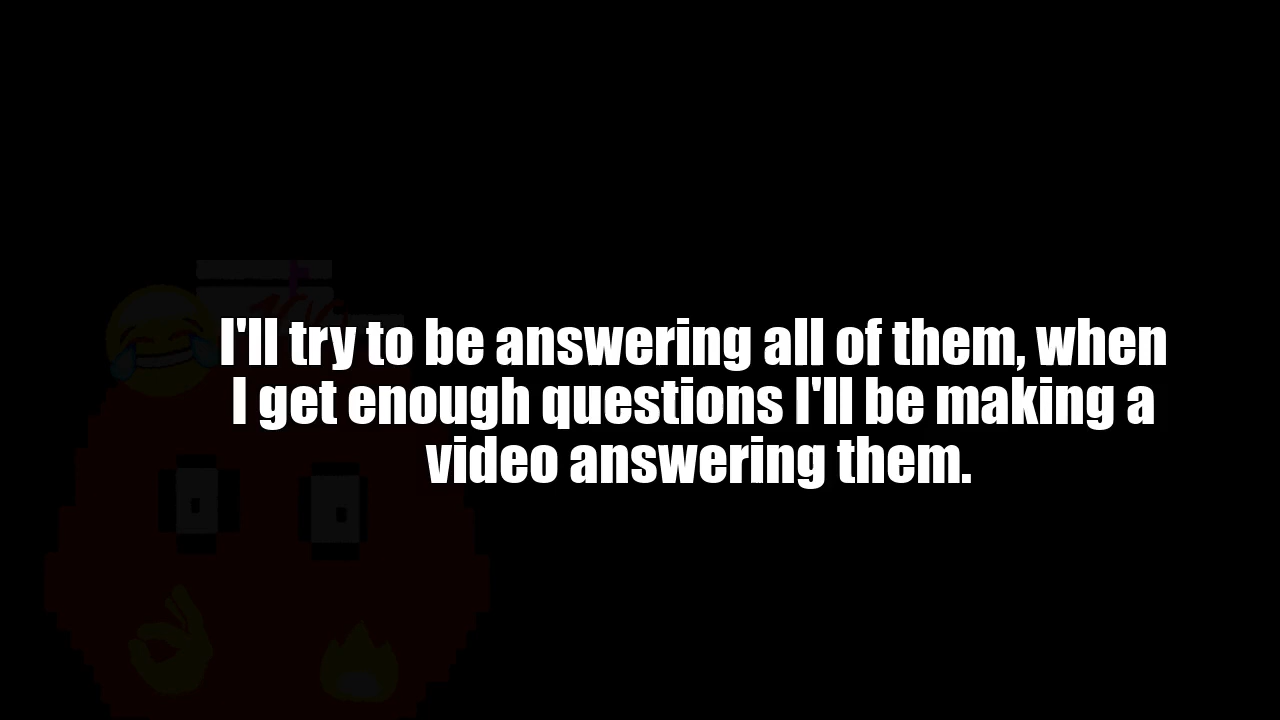 I'll try to be answering all of them, when
I get enough questions I'll be making a
video answering them.